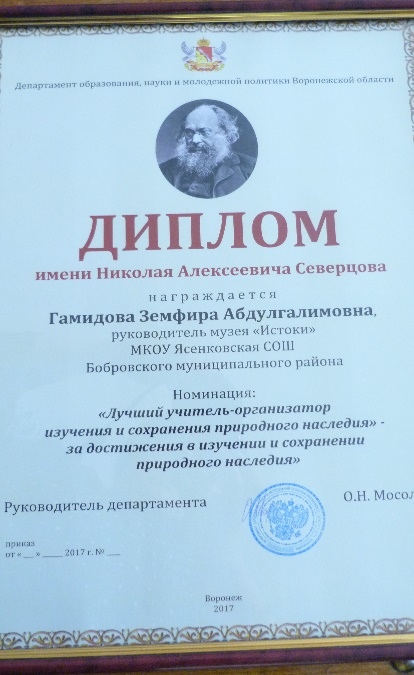 Департамент образования, науки и молодежной политики Воронежской области
ДИПЛОМ
имени Николая Алексеевича Северцова
награждается
Гамидова Земфира Абдулгалимовна,
руководитель музея «Истоки»
МКОУ Ясенковская СОШ
Бобровского муниципального района
Номинация:
«Лучший учитель-организатор
изучения и сохранения природного наследия» -
за достижения в изучении и сохранении
природного наследия»
Руководитель департамента О.Н. Мосол
приказ
от « __ » _____ 2017 г. № ___
Воронеж
2017